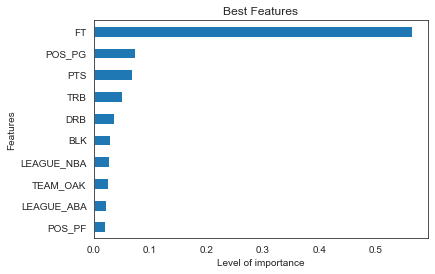 Best Features
Features
FT
POS_PG
PTS
TRB
DRB
BLK
LEAGUE_NBA
TEAM_OAK
LEAGUE_ABA
POS_PF
0.0 0.1 0.2 0.3 0.4 0.5
Level of importance